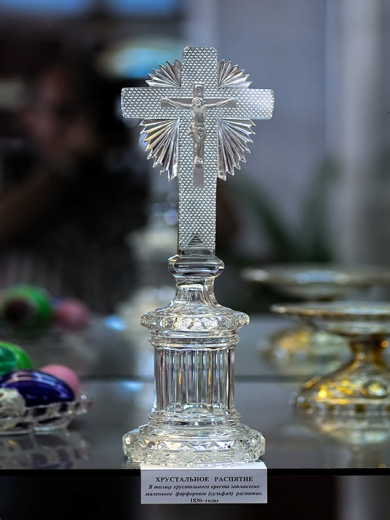 ХРУСТАЛЬНОЕ РАСПЯТИЕ
В толщу хрустального креста заплавлено
маленькое фарфоровое (сульфид) распятие.
1830- годы